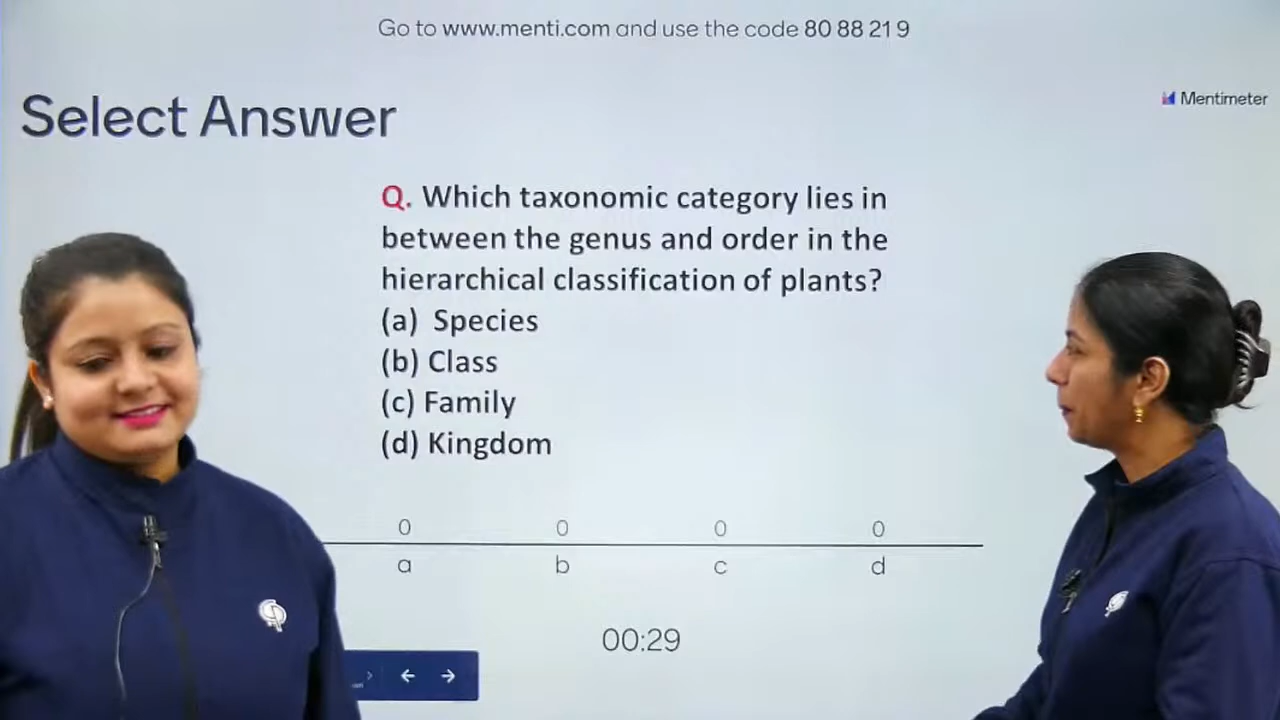 Go to www.menti.com and use the code 80 88 21 9
Select Answer
Mentimeter
Q. Which taxonomic category lies in
between the genus and order in the
hierarchical classification of plants?
(a) Species
(b) Class
(c) Family
(d) Kingdom
0 0 0 0
a b c d
00:29